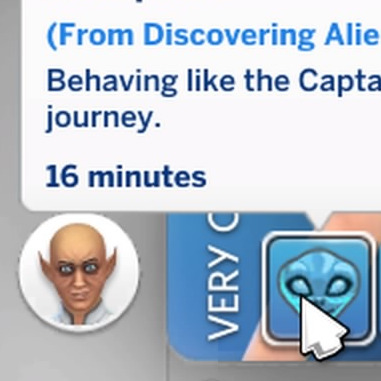 (From Discovering Alie
Behaving like the Capta
journey.
16 minutes
VERY C